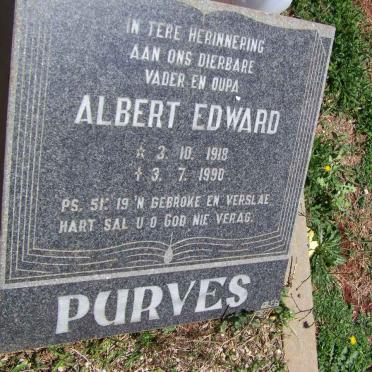 IN TERE HERINNERING
AAN ONS DIERBARE
VADER EN OUPA
ALBERT EDWARD
☆ 3. 10. 1918
✝ 3. 7. 1990
PS. 51: 19 'N GEBROKE EN VERSLAE
HART SAL U O GOD NIE VERAG.
PURVES